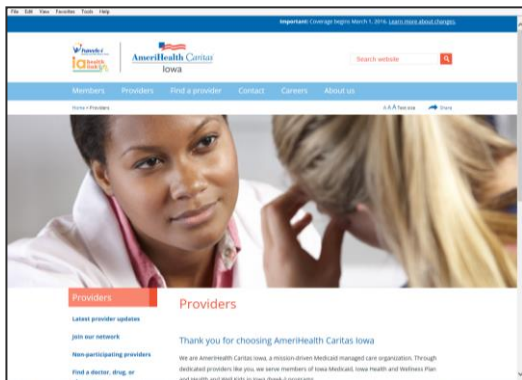 File Edit View Favorites Tools Help
Important: Coverage begins March 1, 2016. Learn more about changes.
AmeriHealth Caritas
Iowa
Search website
Members Providers Find a provider Contact Careers About us
Home > Providers
A A A Text size Share
Providers
Latest provider updates
Join our network
Non-participating providers
Find a doctor, drug, or
Providers
Thank you for choosing AmeriHealth Caritas Iowa
We are AmeriHealth Caritas Iowa, a mission-driven Medicaid managed care organization. Through
dedicated providers like you, we serve members of Iowa Medicaid, Iowa Health and Wellness Plan